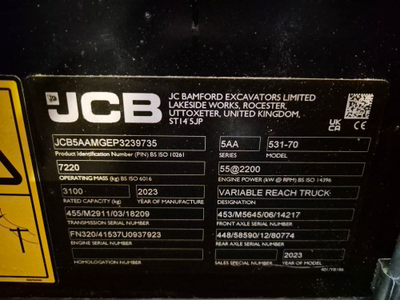 JCB
JC BAMFORD EXCAVATORS LIMITED
LAKESIDE WORKS, ROCESTER,
UTTOXETER, UNITED KINGDOM,
ST14 5JP
UK
CA
CE
JCB5AAMGEP3239735
5AA
531-70
Product Identification Number (PIN) BS ISO 10261
SERIES
MODEL
7220
55@2200
OPERATING MASS (kg) BS ISO 6016
ENGINE POWER (kW @ RPM) BS ISO 14396
3100
2023
VARIABLE REACH TRUCK
RATED CAPACITY (kg)
YEAR OF MANUFACTURE
DESIGNATION
455/M2911/03/18209
453/M5645/06/14217
TRANSMISSION SERIAL NUMBER
FRONT AXLE SERIAL NUMBER
FN320/41537U0937923
448/58590/12/80774
ENGINE SERIAL NUMBER
REAR AXLE SERIAL NUMBER
2023
HOMOLOGATION NUMBER
SALES SPECIAL NUMBER
MODEL YEAR